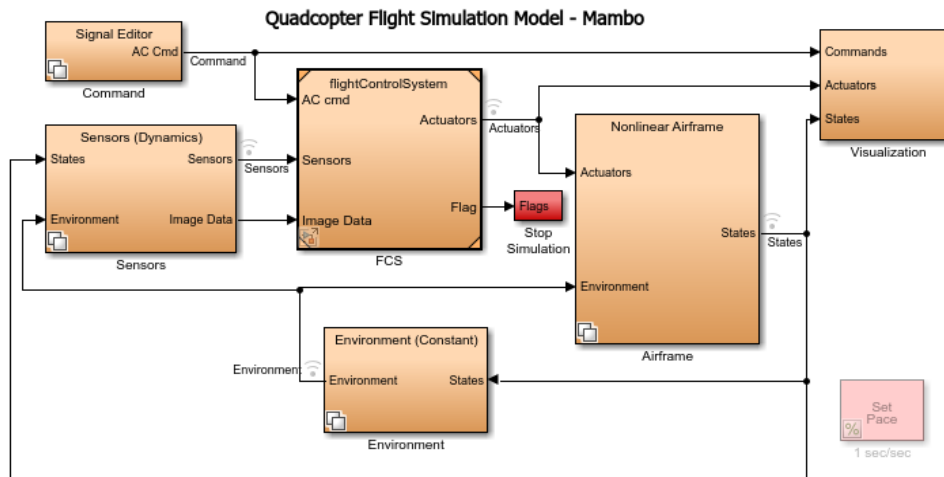 Quadcopter Flight Simulation Model - Mambo
Signal Editor
AC Cmd
Command
Command
flightControlSystem
AC cmd
Actuators
Sensors
Flag
Image Data
FCS
Actuators
Commands
Actuators
States
Visualization
Sensors (Dynamics)
States
Sensors
Environment
Image Data
Sensors
Sensors
Flags
Stop
Simulation
Nonlinear Airframe
Actuators
States
Environment
Airframe
States
Environment (Constant)
Environment
States
Environment
Environment
Set
Pace
%
1 sec/sec